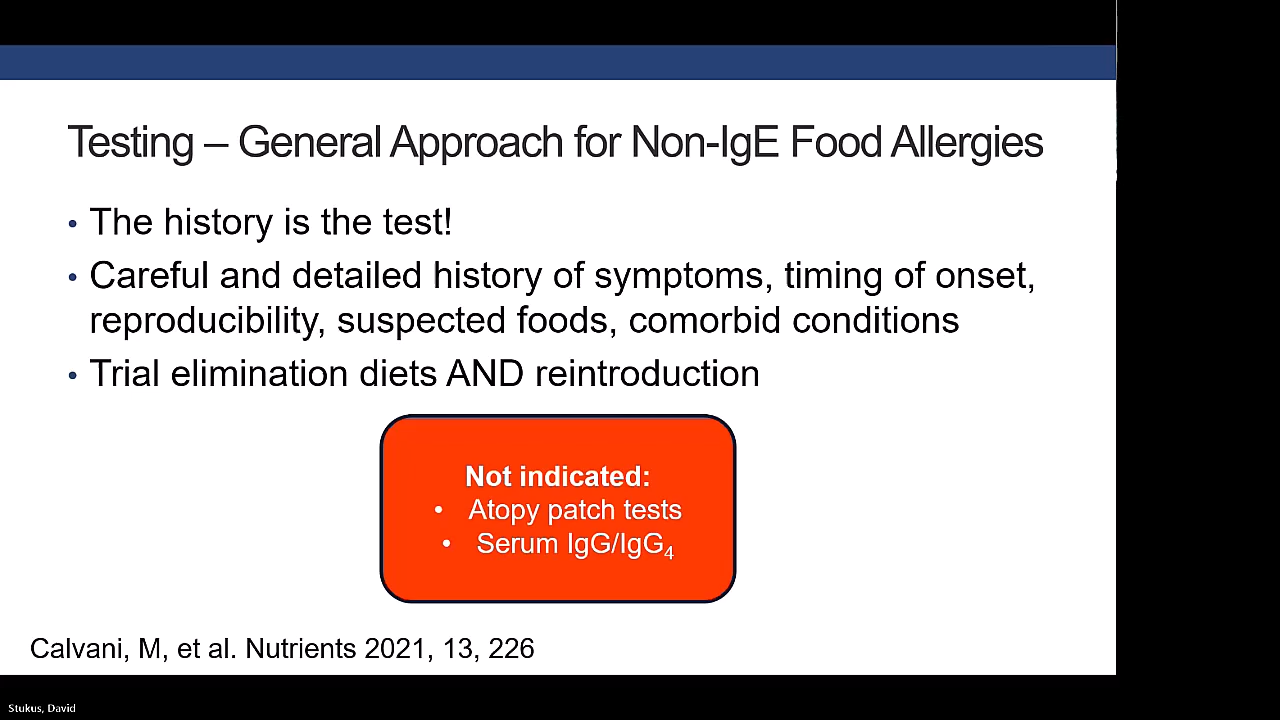 Testing – General Approach for Non-IgE Food Allergies
• The history is the test!
• Careful and detailed history of symptoms, timing of onset,
reproducibility, suspected foods, comorbid conditions
• Trial elimination diets AND reintroduction
Not indicated:
• Atopy patch tests
• Serum IgG/IgG₄
Calvani, M, et al. Nutrients 2021, 13, 226
Stukus, David